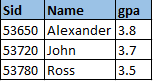 Sid Name gpa
53650 Alexander 3.8
53720 John 3.7
53780 Ross 3.5